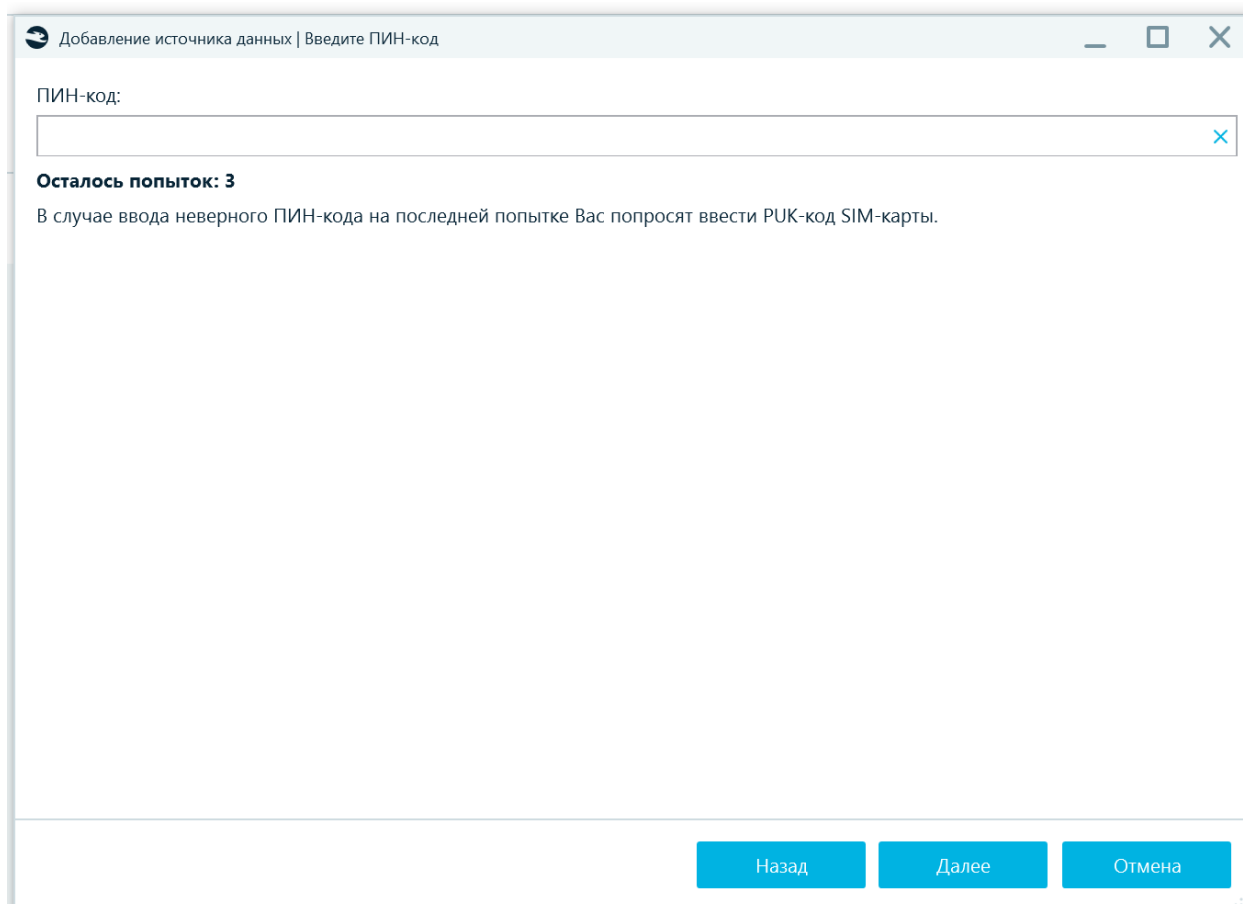 Добавление источника данных | Введите ПИН-код
ПИН-код:
Осталось попыток: 3
В случае ввода неверного ПИН-кода на последней попытке Вас попросят ввести PUK-код SIM-карты.
Назад
Далее
Отмена